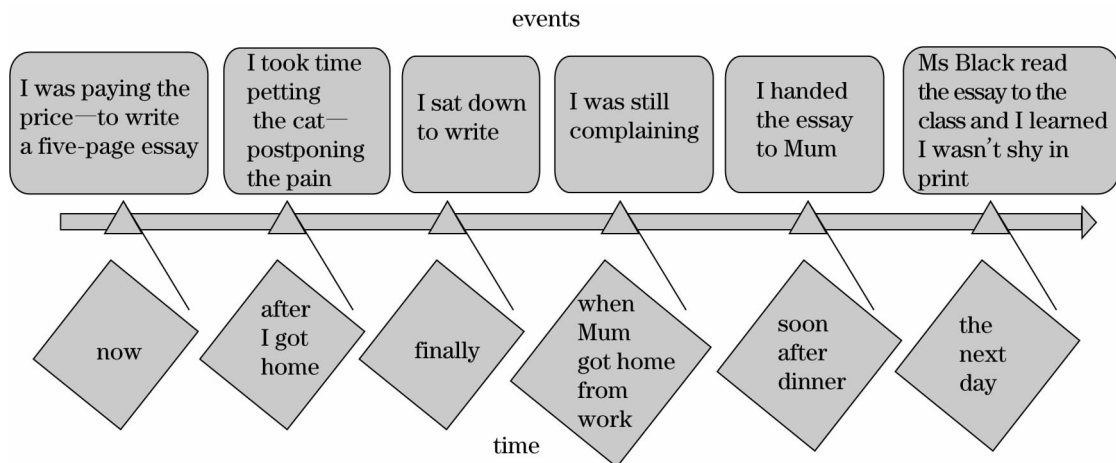 events
I was paying the
price—to write
a five-page essay
I took time
petting
the cat—
postponing
the pain
I sat down
to write
I was still
complaining
I handed
the essay
to Mum
Ms Black read
the essay to the
class and I learned
I wasn't shy in
print
now
after
I got
home
finally
when
Mum
got home
from
work
soon
after
dinner
the
next
day
time